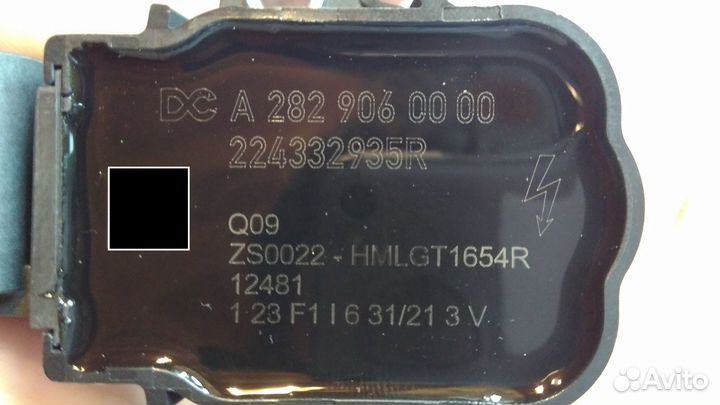 DC A 282 906 00 00
224332935R
Q09
ZS0022 - HMLGT1654R
12481
1 23 F1 I 6 31/21 3 V
Avito